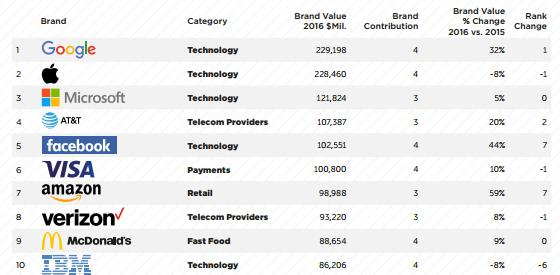 Brand Category Brand Value 2016 $Mil. Brand Contribution Brand Value % Change 2016 vs. 2015 Rank Change
1 Google Technology 229,198 4 32% 1
2 Technology 228,460 4 -8% -1
3 Microsoft Technology 121,824 3 5% 0
4 AT&T Telecom Providers 107,387 3 20% 2
5 facebook Technology 102,551 4 44% 7
6 VISA Payments 100,800 4 10% -1
7 amazon Retail 98,988 3 59% 7
8 verizon Telecom Providers 93,220 3 8% -1
9 McDonald's Fast Food 88,654 4 9% 0
10 IBM Technology 86,206 4 -8% -6